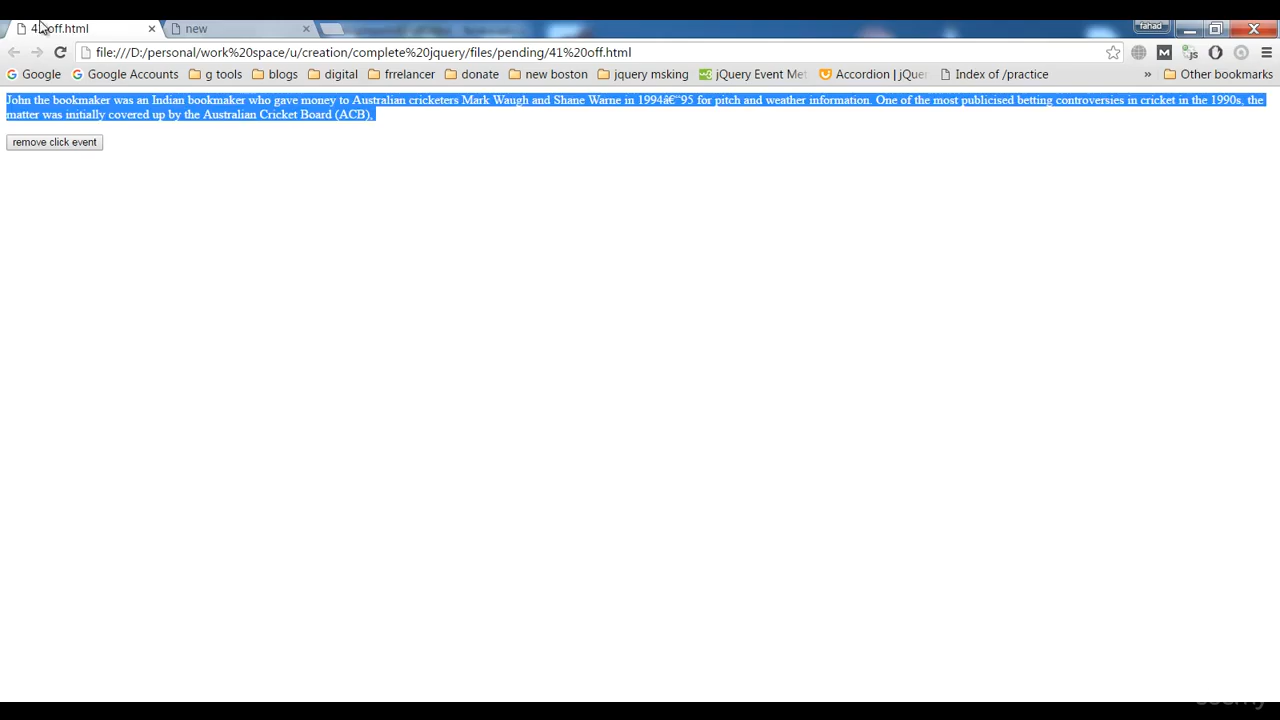 41 off.html
new
fahad
file:///D:/personal/work%20space/u/creation/complete%20jquery/files/pending/41%20off.html
Google Google Accounts g tools blogs digital frrelancer donate new boston jquery msking jQuery Event Met Accordion | jQue Index of /practice » Other bookmarks
John the bookmaker was an Indian bookmaker who gave money to Australian cricketers Mark Waugh and Shane Warne in 1994â€“95 for pitch and weather information. One of the most publicised betting controversies in cricket in the 1990s, the
matter was initially covered up by the Australian Cricket Board (ACB),
remove click event